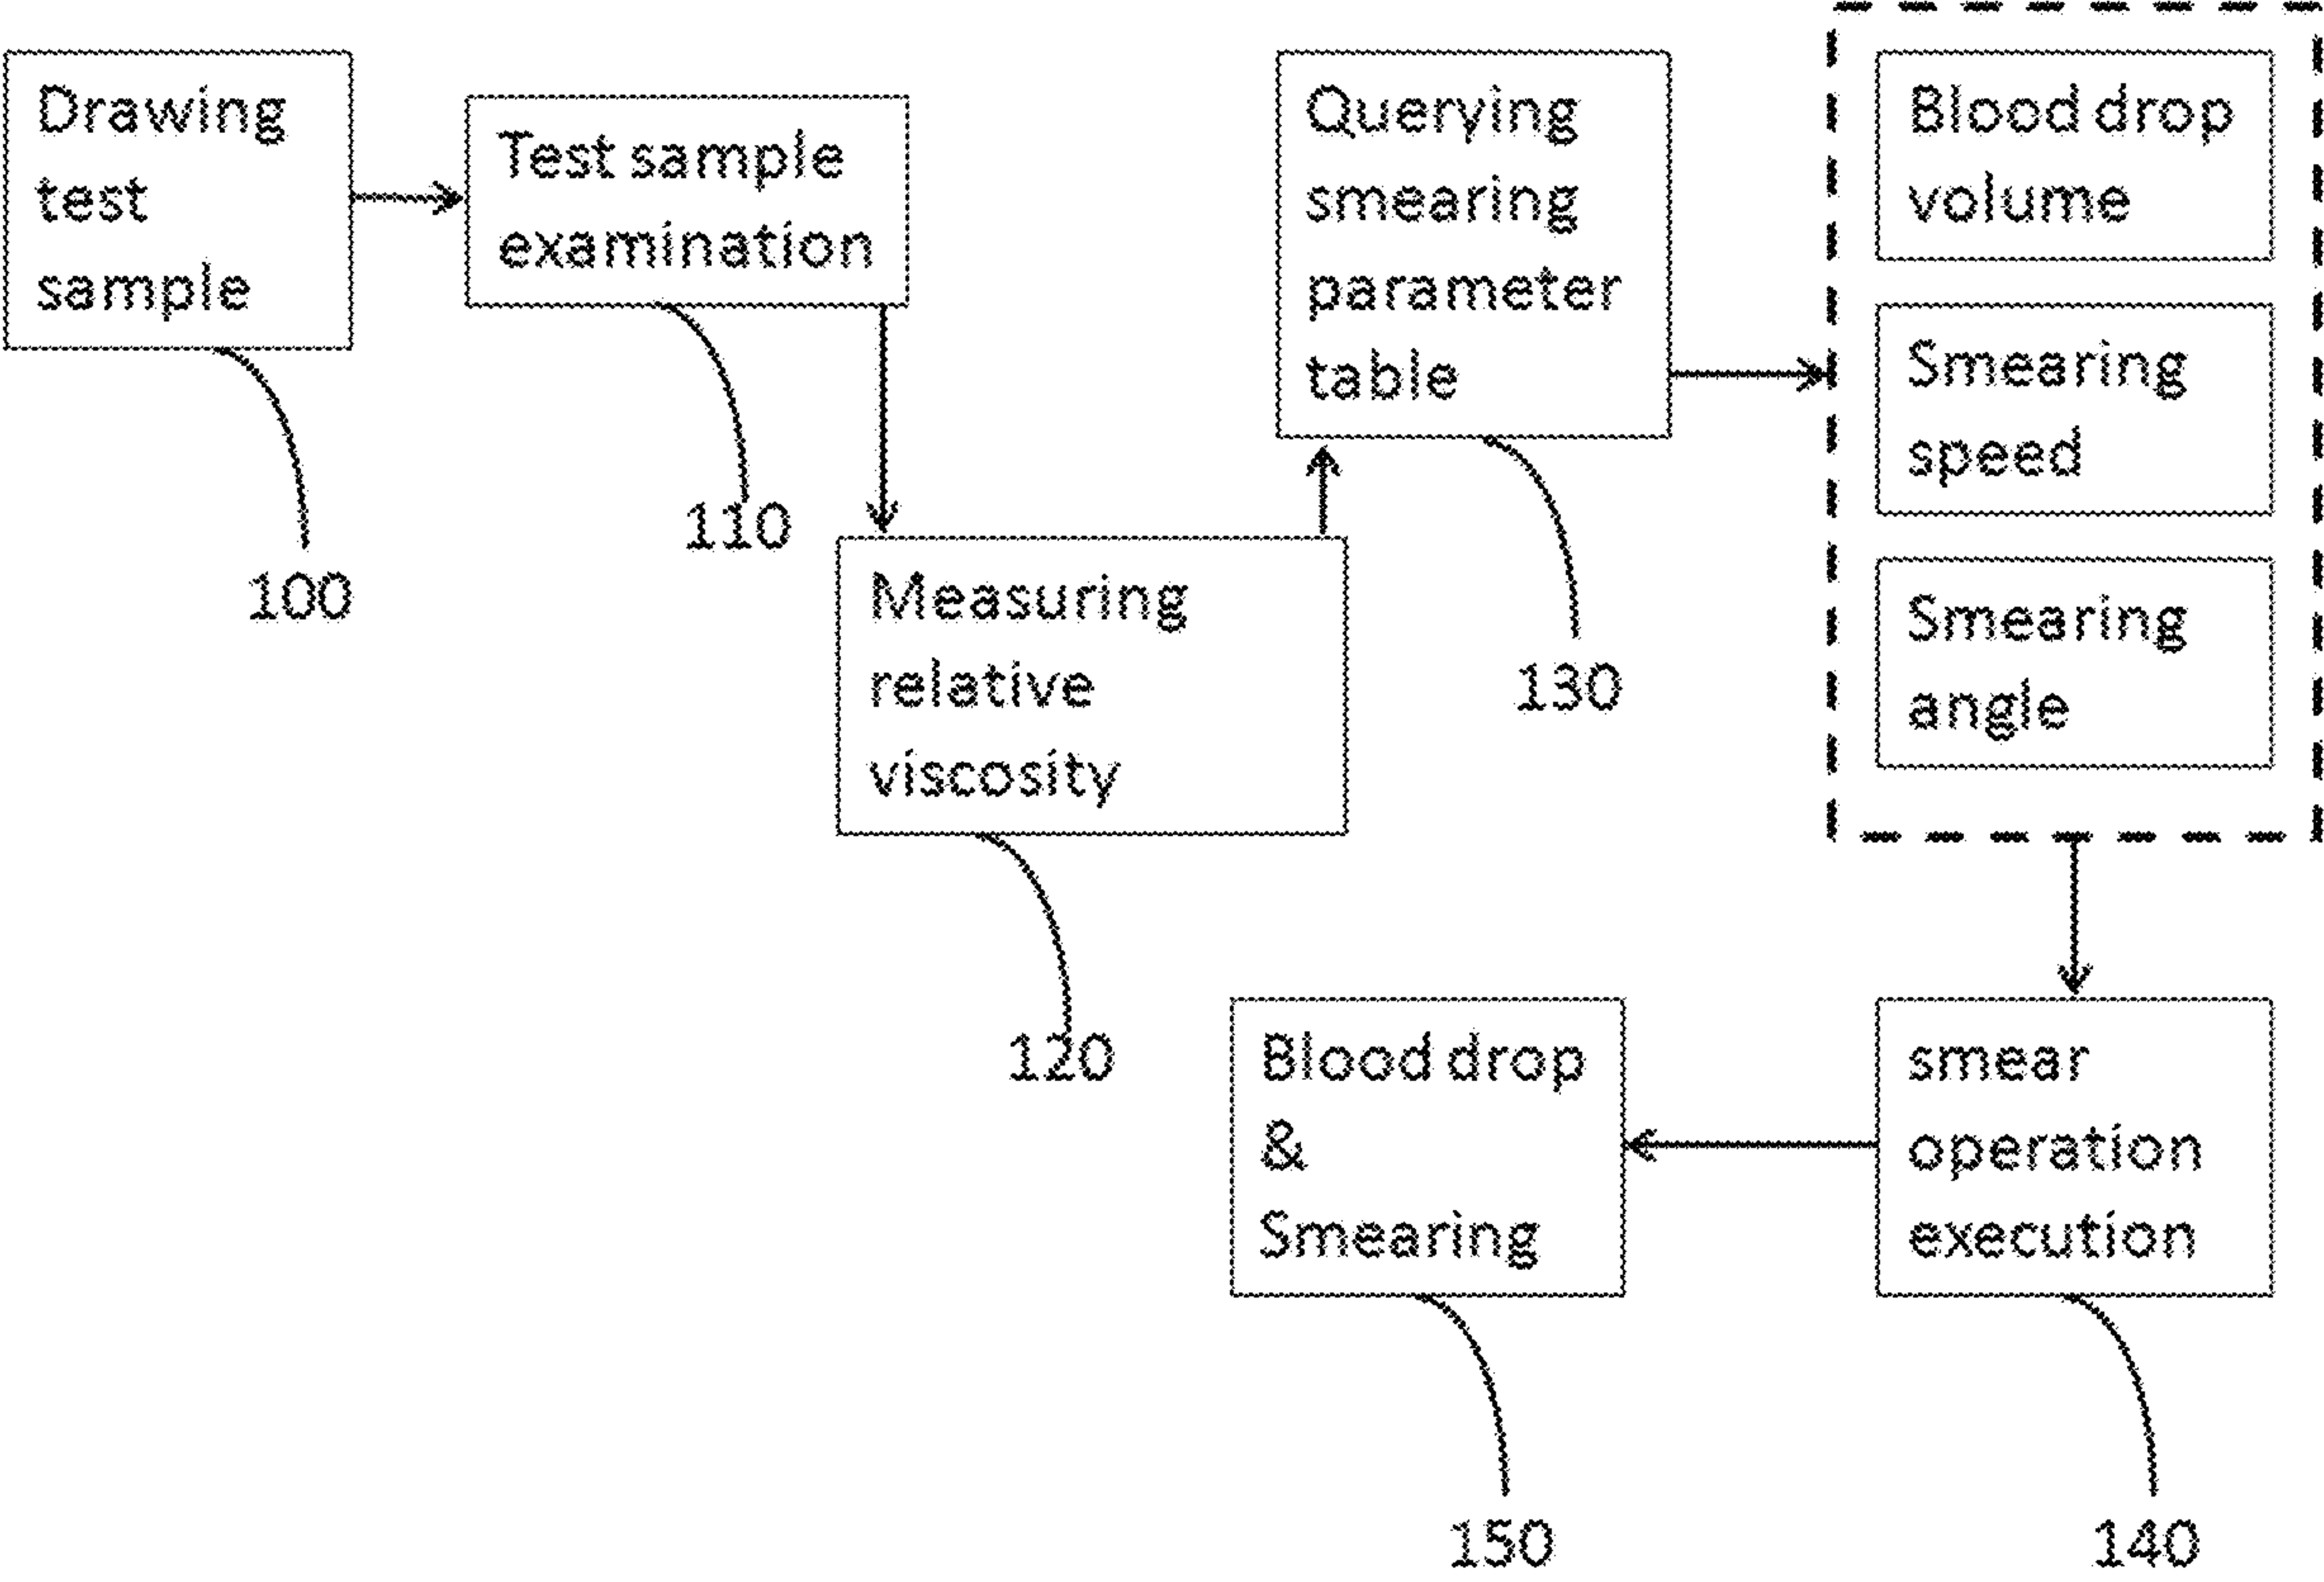 Drawing
test
sample
100
Test sample
examination
110
Measuring
relative
viscosity
120
Querying
smearing
parameter
table
130
Blood drop
volume
Smearing
speed
Smearing
angle
smear
operation
execution
140
Blood drop
&
Smearing
150